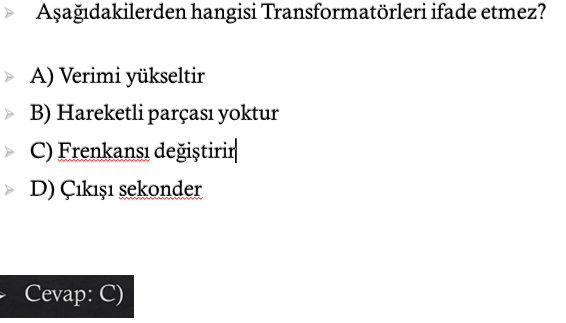 Aşağıdakilerden hangisi Transformatörleri ifade etmez?
A) Verimi yükseltir
B) Hareketli parçası yoktur
C) Frenkansı değiştirir
D) Çıkışı sekonder
Cevap: C)